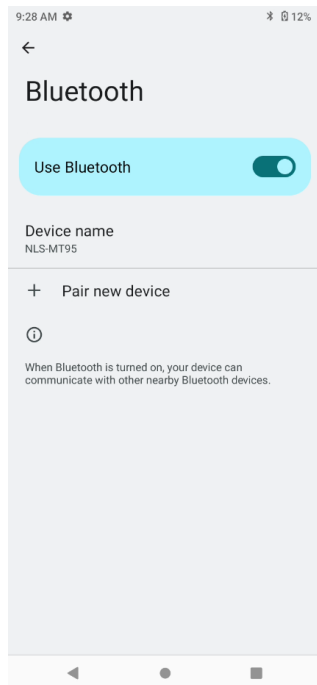 9:28 AM 12%
Bluetooth
Use Bluetooth
Device name
NLS-MT95
Pair new device
When Bluetooth is turned on, your device can
communicate with other nearby Bluetooth devices.